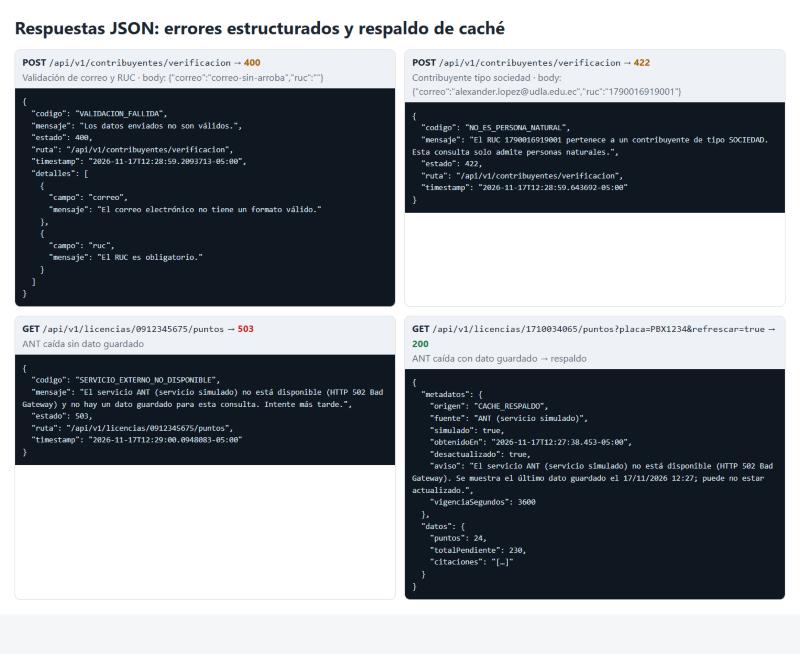 Respuestas JSON: errores estructurados y respaldo de caché
POST /api/v1/contribuyentes/verificacion → 400
Validación de correo y RUC · body: {"correo":"correo-sin-arroba","ruc":""}
{
  "codigo": "VALIDACION_FALLIDA",
  "mensaje": "Los datos enviados no son válidos.",
  "estado": 400,
  "ruta": "/api/v1/contribuyentes/verificacion",
  "timestamp": "2026-11-17T12:28:59.2093713-05:00",
  "detalles": [
    {
      "campo": "correo",
      "mensaje": "El correo electrónico no tiene un formato válido."
    },
    {
      "campo": "ruc",
      "mensaje": "El RUC es obligatorio."
    }
  ]
}
POST /api/v1/contribuyentes/verificacion → 422
Contribuyente tipo sociedad · body:
{"correo":"alexander.lopez@udla.edu.ec","ruc":"1790016919001"}
{
  "codigo": "NO_ES_PERSONA_NATURAL",
  "mensaje": "El RUC 1790016919001 pertenece a un contribuyente de tipo SOCIEDAD.
Esta consulta solo admite personas naturales.",
  "estado": 422,
  "ruta": "/api/v1/contribuyentes/verificacion",
  "timestamp": "2026-11-17T12:28:59.643692-05:00"
}
GET /api/v1/licencias/0912345675/puntos → 503
ANT caída sin dato guardado
{
  "codigo": "SERVICIO_EXTERNO_NO_DISPONIBLE",
  "mensaje": "El servicio ANT (servicio simulado) no está disponible (HTTP 502 Bad
Gateway) y no hay un dato guardado para esta consulta. Intente más tarde.",
  "estado": 503,
  "ruta": "/api/v1/licencias/0912345675/puntos",
  "timestamp": "2026-11-17T12:29:00.0948083-05:00"
}
GET /api/v1/licencias/1710034065/puntos?placa=PBX1234&refrescar=true →
200
ANT caída con dato guardado → respaldo
{
  "metadatos": {
    "origen": "CACHE_RESPALDO",
    "fuente": "ANT (servicio simulado)",
    "simulado": true,
    "obtenidoEn": "2026-11-17T12:27:38.453-05:00",
    "desactualizado": true,
    "aviso": "El servicio ANT (servicio simulado) no está disponible (HTTP 502 Bad
Gateway). Se muestra el último dato guardado el 17/11/2026 12:27; puede no estar
actualizado.",
    "vigenciaSegundos": 3600
  },
  "datos": {
    "puntos": 24,
    "totalPendiente": 230,
    "citaciones": "[…]"
  }
}